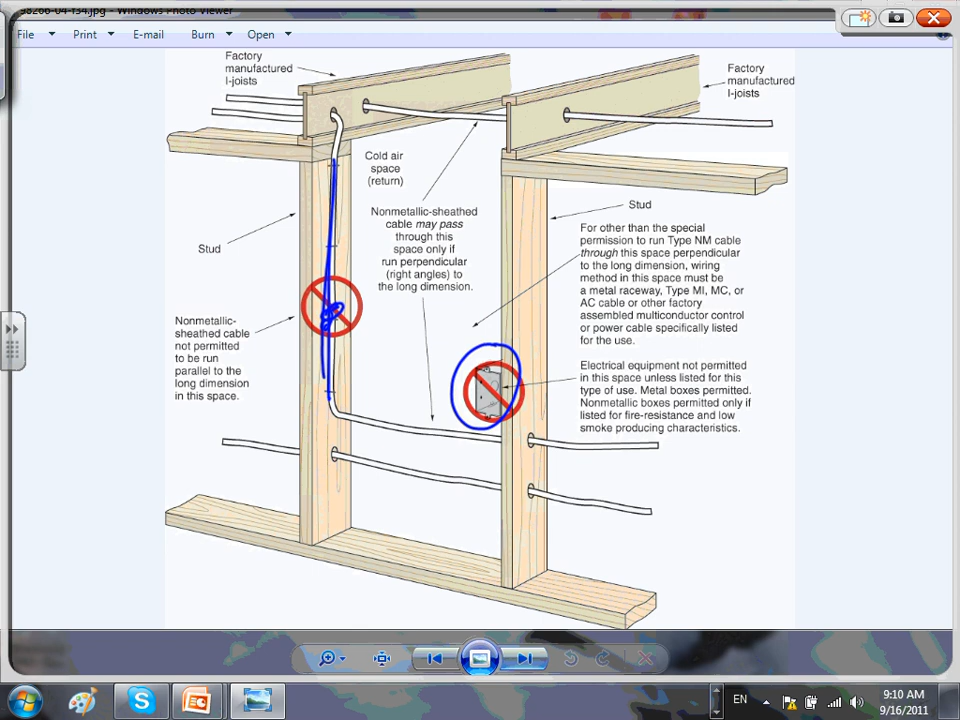 98266-04-f34.jpg - Windows Photo Viewer
File Print E-mail Burn Open
Factory
manufactured
I-joists
Factory
manufactured
I-joists
Cold air
space
(return)
Nonmetallic-sheathed
cable may pass
through this
space only if
run perpendicular
(right angles) to
the long dimension.
Stud
Stud
For other than the special
permission to run Type NM cable
through this space perpendicular
to the long dimension, wiring
method in this space must be
a metal raceway, Type MI, MC, or
AC cable or other factory
assembled multiconductor control
or power cable specifically listed
for the use.
Nonmetallic-
sheathed cable
not permitted
to be run
parallel to the
long dimension
in this space.
Electrical equipment not permitted
in this space unless listed for this
type of use. Metal boxes permitted.
Nonmetallic boxes permitted only if
listed for fire-resistance and low
smoke producing characteristics.
EN
9:10 AM
9/16/2011